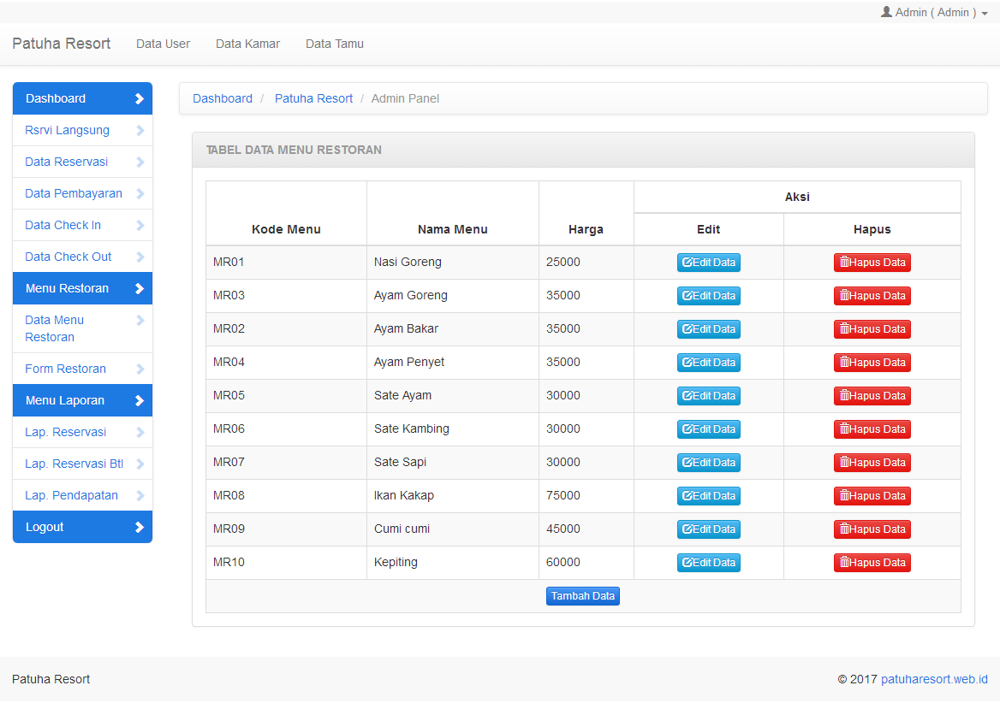 Admin ( Admin )
Patuha Resort Data User Data Kamar Data Tamu
Dashboard
Rsrvi Langsung
Data Reservasi
Data Pembayaran
Data Check In
Data Check Out
Menu Restoran
Data Menu
Restoran
Form Restoran
Menu Laporan
Lap. Reservasi
Lap. Reservasi Btl
Lap. Pendapatan
Logout
Dashboard / Patuha Resort / Admin Panel
TABEL DATA MENU RESTORAN
Aksi
Kode Menu Nama Menu Harga Edit Hapus
MR01 Nasi Goreng 25000 Edit Data Hapus Data
MR03 Ayam Goreng 35000 Edit Data Hapus Data
MR02 Ayam Bakar 35000 Edit Data Hapus Data
MR04 Ayam Penyet 35000 Edit Data Hapus Data
MR05 Sate Ayam 30000 Edit Data Hapus Data
MR06 Sate Kambing 30000 Edit Data Hapus Data
MR07 Sate Sapi 30000 Edit Data Hapus Data
MR08 Ikan Kakap 75000 Edit Data Hapus Data
MR09 Cumi cumi 45000 Edit Data Hapus Data
MR10 Kepiting 60000 Edit Data Hapus Data
Tambah Data
Patuha Resort © 2017 patuharesort.web.id